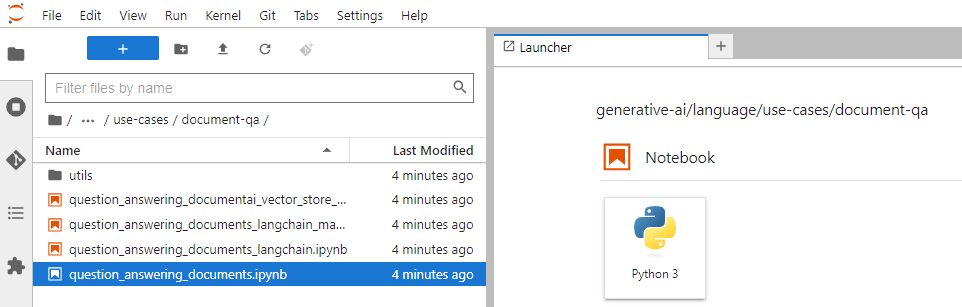 File Edit View Run Kernel Git Tabs Settings Help
+
Launcher
+
Filter files by name
/ ... / use-cases / document-qa /
Name Last Modified
utils 4 minutes ago
question_answering_documentai_vector_store_... 4 minutes ago
question_answering_documents_langchain_ma... 4 minutes ago
question_answering_documents_langchain.ipynb 4 minutes ago
question_answering_documents.ipynb 4 minutes ago
generative-ai/language/use-cases/document-qa
Notebook
Python 3